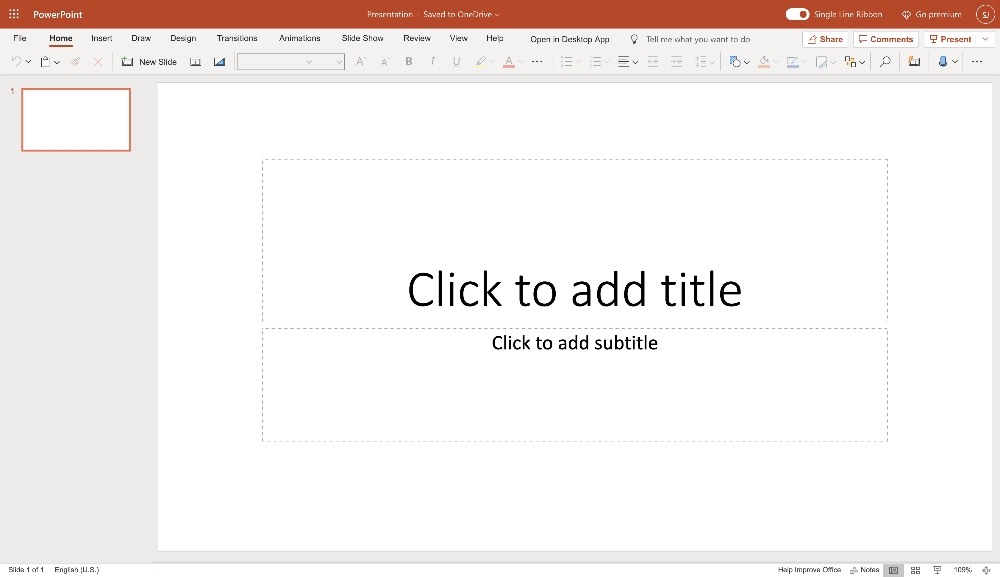 PowerPoint
Presentation - Saved to OneDrive
Single Line Ribbon
Go premium
SJ
File Home Insert Draw Design Transitions Animations Slide Show Review View Help Open in Desktop App Tell me what you want to do Share Comments Present
New Slide
1
Click to add title
Click to add subtitle
Slide 1 of 1 English (U.S.) Help Improve Office Notes 109%